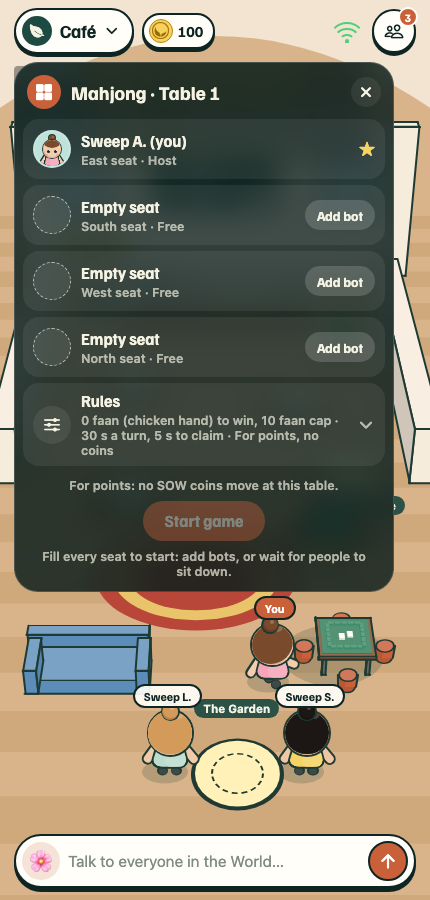 Café
100
3
Mahjong · Table 1
Sweep A. (you)
East seat · Host
Empty seat
South seat · Free
Add bot
Empty seat
West seat · Free
Add bot
Empty seat
North seat · Free
Add bot
Rules
0 faan (chicken hand) to win, 10 faan cap ·
30 s a turn, 5 s to claim · For points, no
coins
For points: no SOW coins move at this table.
Start game
Fill every seat to start: add bots, or wait for people to
sit down.
You
Sweep L.
The Garden
Sweep S.
Talk to everyone in the World...